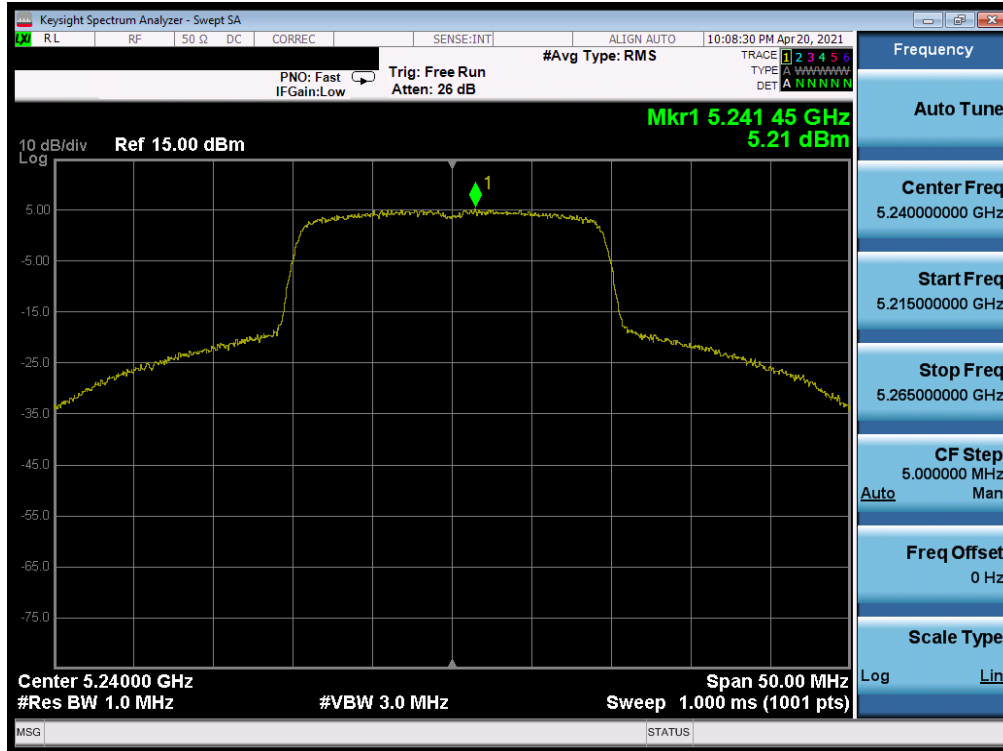 Keysight Spectrum Analyzer - Swept SA
LXI RL RF 50 Ω DC CORREC SENSE:INT ALIGN AUTO 10:08:30 PM Apr 20, 2021
Frequency
#Avg Type: RMS
TRACE 1 2 3 4 5 6
PNO: Fast
Trig: Free Run
TYPE A WWWWW
IFGain:Low
Atten: 26 dB
DET A N N N N N
Auto Tune
Mkr1 5.241 45 GHz
5.21 dBm
10 dB/div
Ref 15.00 dBm
Log
1
5.00
-5.00
-15.0
-25.0
-35.0
-45.0
-55.0
-65.0
-75.0
Center Freq
5.240000000 GHz
Start Freq
5.215000000 GHz
Stop Freq
5.265000000 GHz
CF Step
5.000000 MHz
Auto Man
Freq Offset
0 Hz
Scale Type
Log Lin
Center 5.24000 GHz
Span 50.00 MHz
#Res BW 1.0 MHz
#VBW 3.0 MHz
Sweep 1.000 ms (1001 pts)
MSG
STATUS